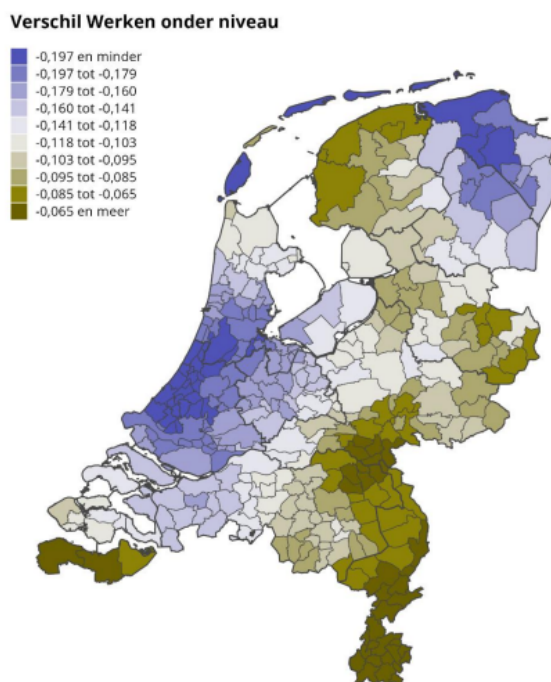 Verschil Werken onder niveau
-0,197 en minder
-0,197 tot -0,179
-0,179 tot -0,160
-0,160 tot -0,141
-0,141 tot -0,118
-0,118 tot -0,103
-0,103 tot -0,095
-0,095 tot -0,085
-0,085 tot -0,065
-0,065 en meer